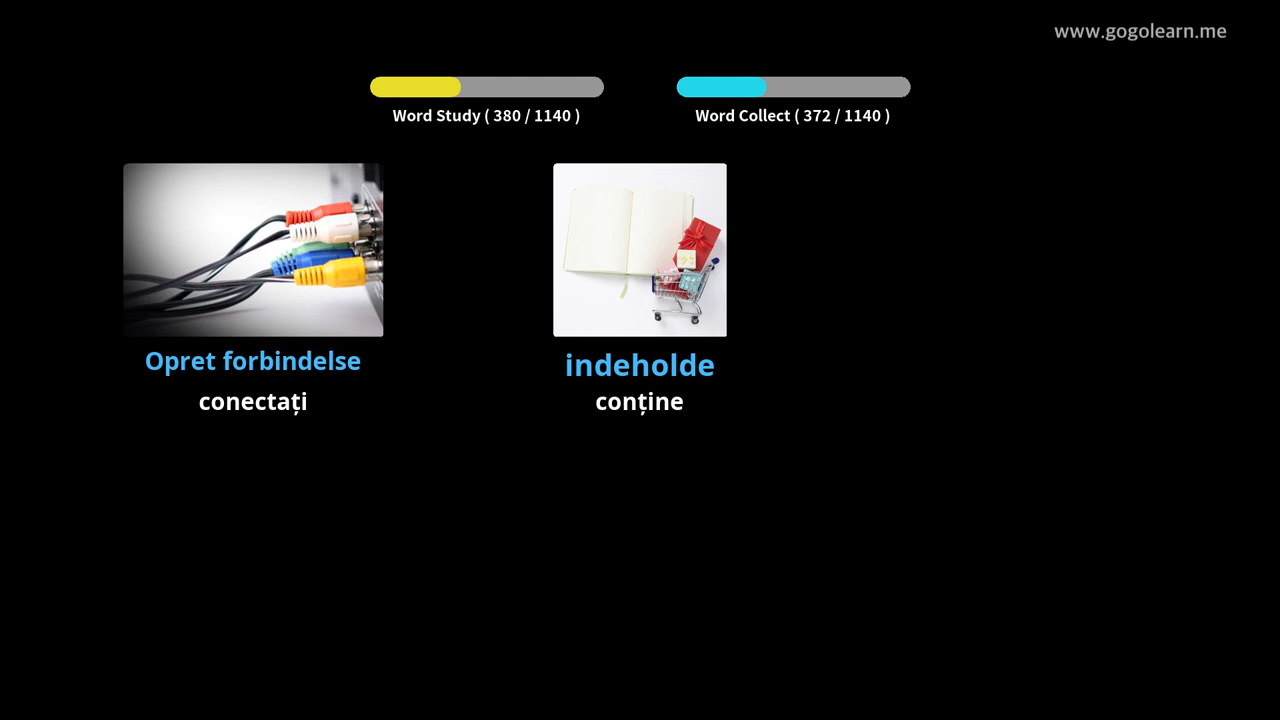 www.gogolearn.me
Word Study ( 380 / 1140 )
Word Collect ( 372 / 1140 )
Opret forbindelse
conectați
indeholde
conține